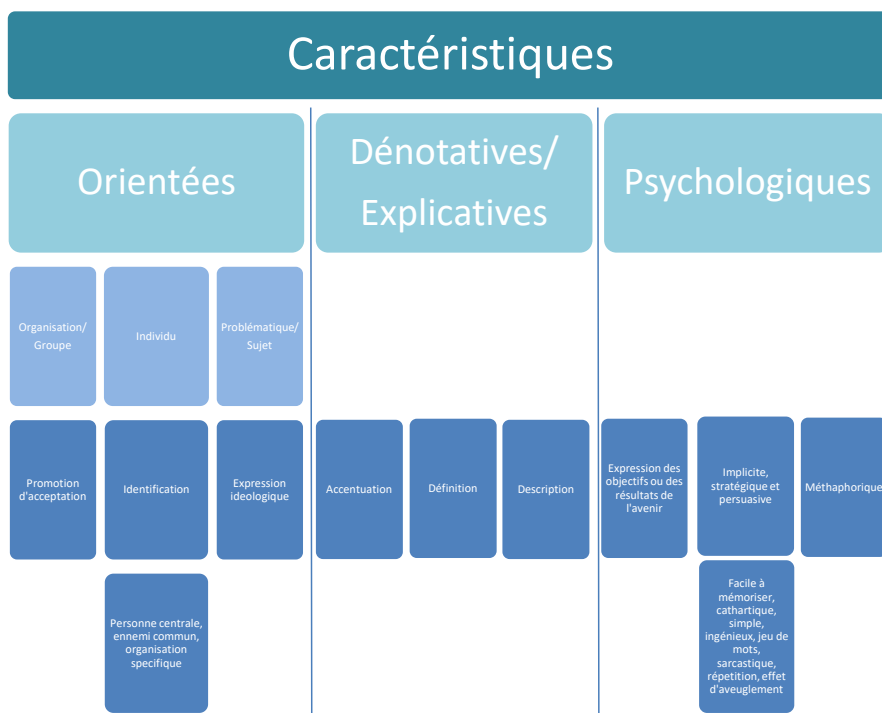 Caractéristiques
Orientées
Dénotatives/
Explicatives
Psychologiques
Organisation/
Groupe
Individu
Problématique/
Sujet
Promotion
d'acceptation
Identification
Expression
ideologique
Accentuation
Définition
Description
Expression des
objectifs ou des
résultats de
l'avenir
Implicite,
stratégique et
persuasive
Méthaphorique
Personne centrale,
ennemi commun,
organisation
specifique
Facile à
mémoriser,
cathartique,
simple,
ingénieux, jeu de
mots,
sarcastique,
répétition, effet
d'aveuglement